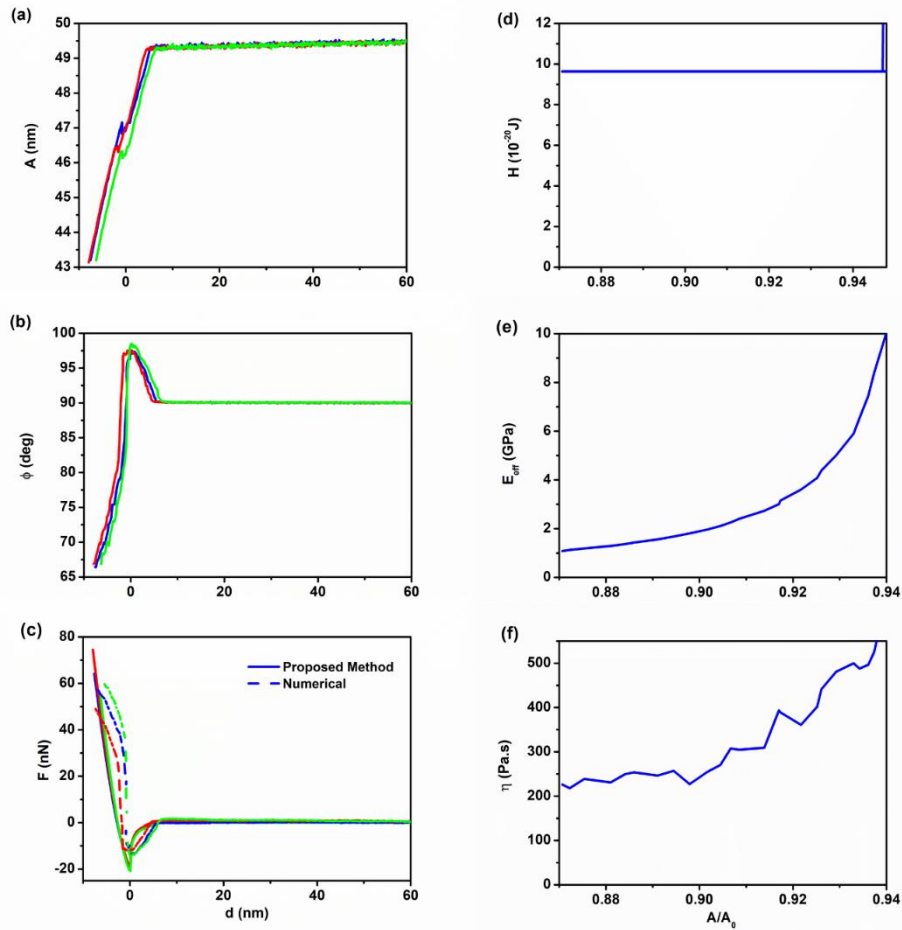 (a)
50
49
48
47
46
45
44
43
A (nm)
0 20 40 60
(d)
12
10
8
6
4
2
0
H (10⁻²⁰J)
0.88 0.90 0.92 0.94
(b)
100
95
90
85
80
75
70
65
ϕ (deg)
0 20 40 60
(e)
10
8
6
4
2
0
E_eff (GPa)
0.88 0.90 0.92 0.94
(c)
80
60
40
20
0
-20
F (nN)
Proposed Method
Numerical
0 20 40 60
d (nm)
(f)
500
400
300
200
100
0
η (Pa.s)
0.88 0.90 0.92 0.94
A/A₀